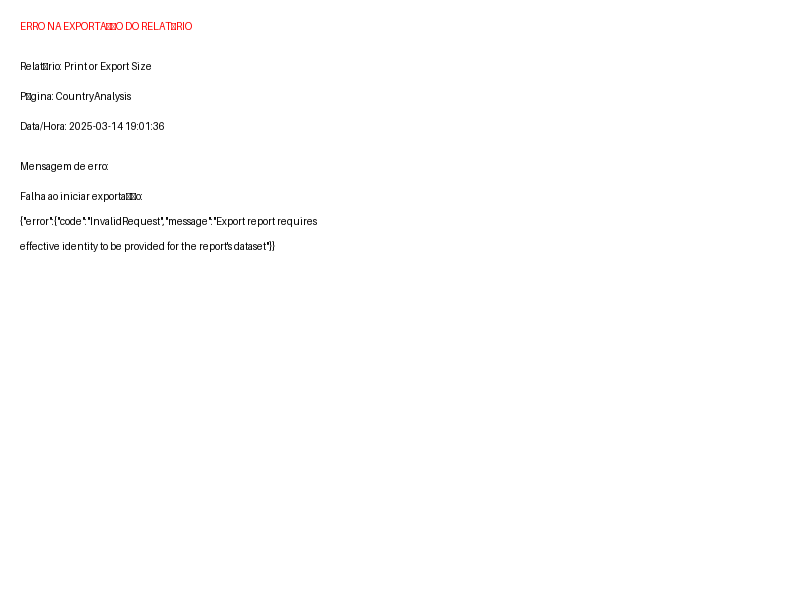 ERRO NA EXPORTA▯▯O DO RELAT▯RIO
Relat▯rio: Print or Export Size
P▯gina: CountryAnalysis
Data/Hora: 2025-03-14 19:01:36
Mensagem de erro:
Falha ao iniciar exporta▯▯o:
{"error":{"code":"InvalidRequest","message":"Export report requires
effective identity to be provided for the report's dataset"}}